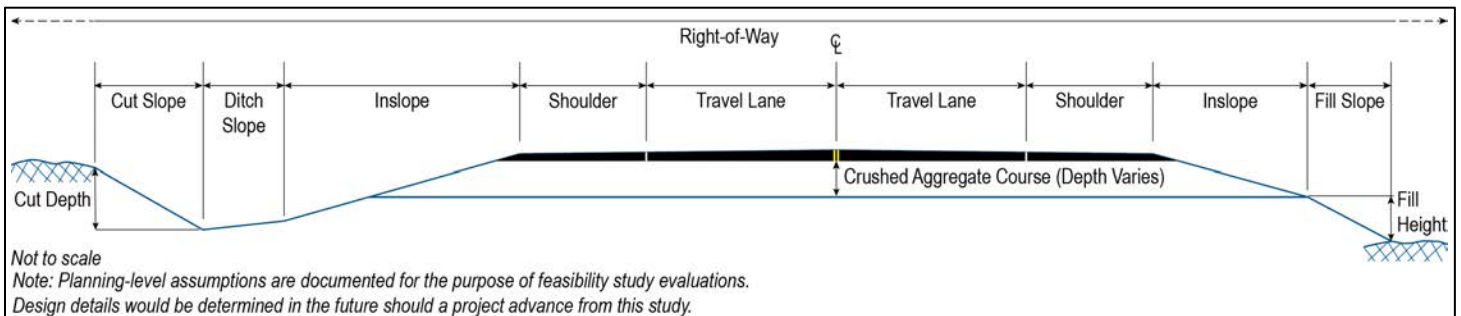 Right-of-Way
℄
Cut Slope
Ditch
Slope
Inslope
Shoulder
Travel Lane
Travel Lane
Shoulder
Inslope
Fill Slope
Crushed Aggregate Course (Depth Varies)
Cut Depth
Fill
Height
Not to scale
Note: Planning-level assumptions are documented for the purpose of feasibility study evaluations.
Design details would be determined in the future should a project advance from this study.